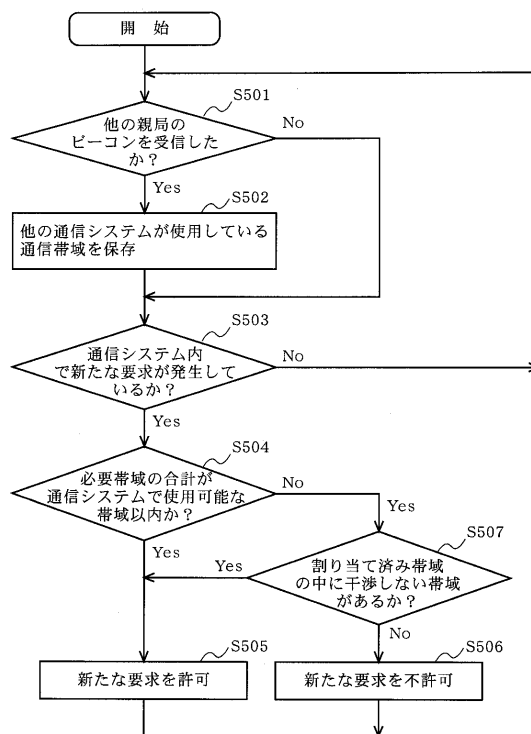 開 始
S501
他の親局の
ビーコンを受信した
か？
No
Yes
S502
他の通信システムが使用している
通信帯域を保存
S503
通信システム内
で新たな要求が発生して
いるか？
No
Yes
S504
必要帯域の合計が
通信システムで使用可能な
帯域以内か？
No
Yes
Yes
S507
割り当て済み帯域
の中に干渉しない帯域
があるか？
Yes
No
S505
新たな要求を許可
S506
新たな要求を不許可